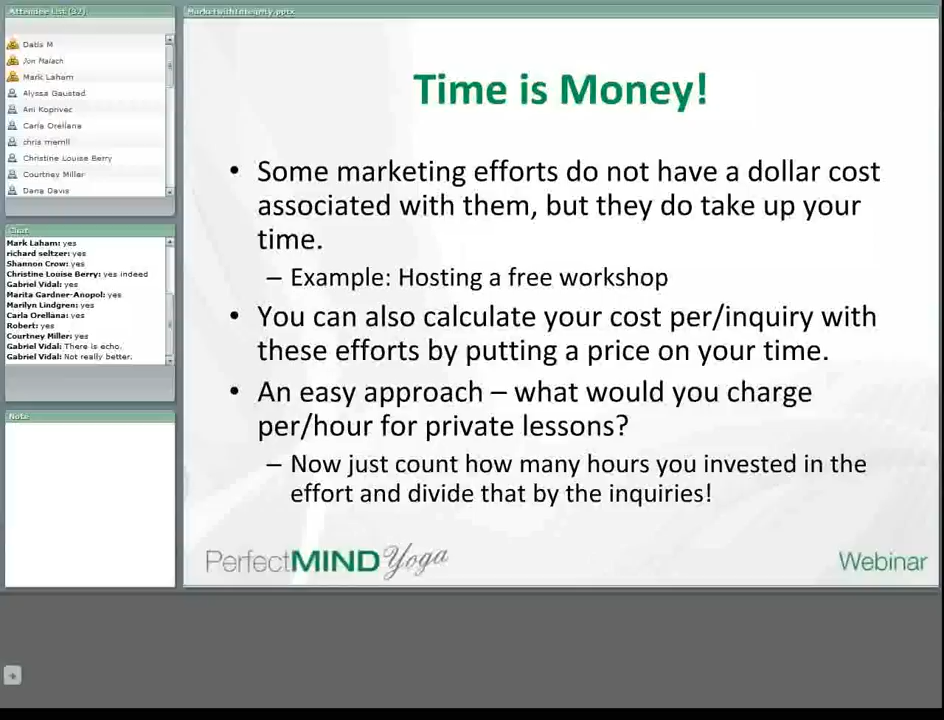 Attendee List (32)
Datis M
Jon Malach
Mark Laham
Alyssa Gausted
Ani Koprivec
Carla Orellana
chris merrill
Christine Louise Berry
Courtney Miller
Dana Davis
Chat
Mark Laham: yes
richard seltzer: yes
Shannon Crow: yes
Christine Louise Berry: yes indeed
Gabriel Vidal: yes
Marita Gardner-Anopol: yes
Marilyn Lindgren: yes
Carla Orellana: yes
Robert: yes
Courtney Miller: yes
Gabriel Vidal: There is echo.
Gabriel Vidal: Not really better.
Note
Time is Money!
• Some marketing efforts do not have a dollar cost
associated with them, but they do take up your
time.
– Example: Hosting a free workshop
• You can also calculate your cost per/inquiry with
these efforts by putting a price on your time.
• An easy approach – what would you charge
per/hour for private lessons?
– Now just count how many hours you invested in the
effort and divide that by the inquiries!
PerfectMIND Yoga
Webinar